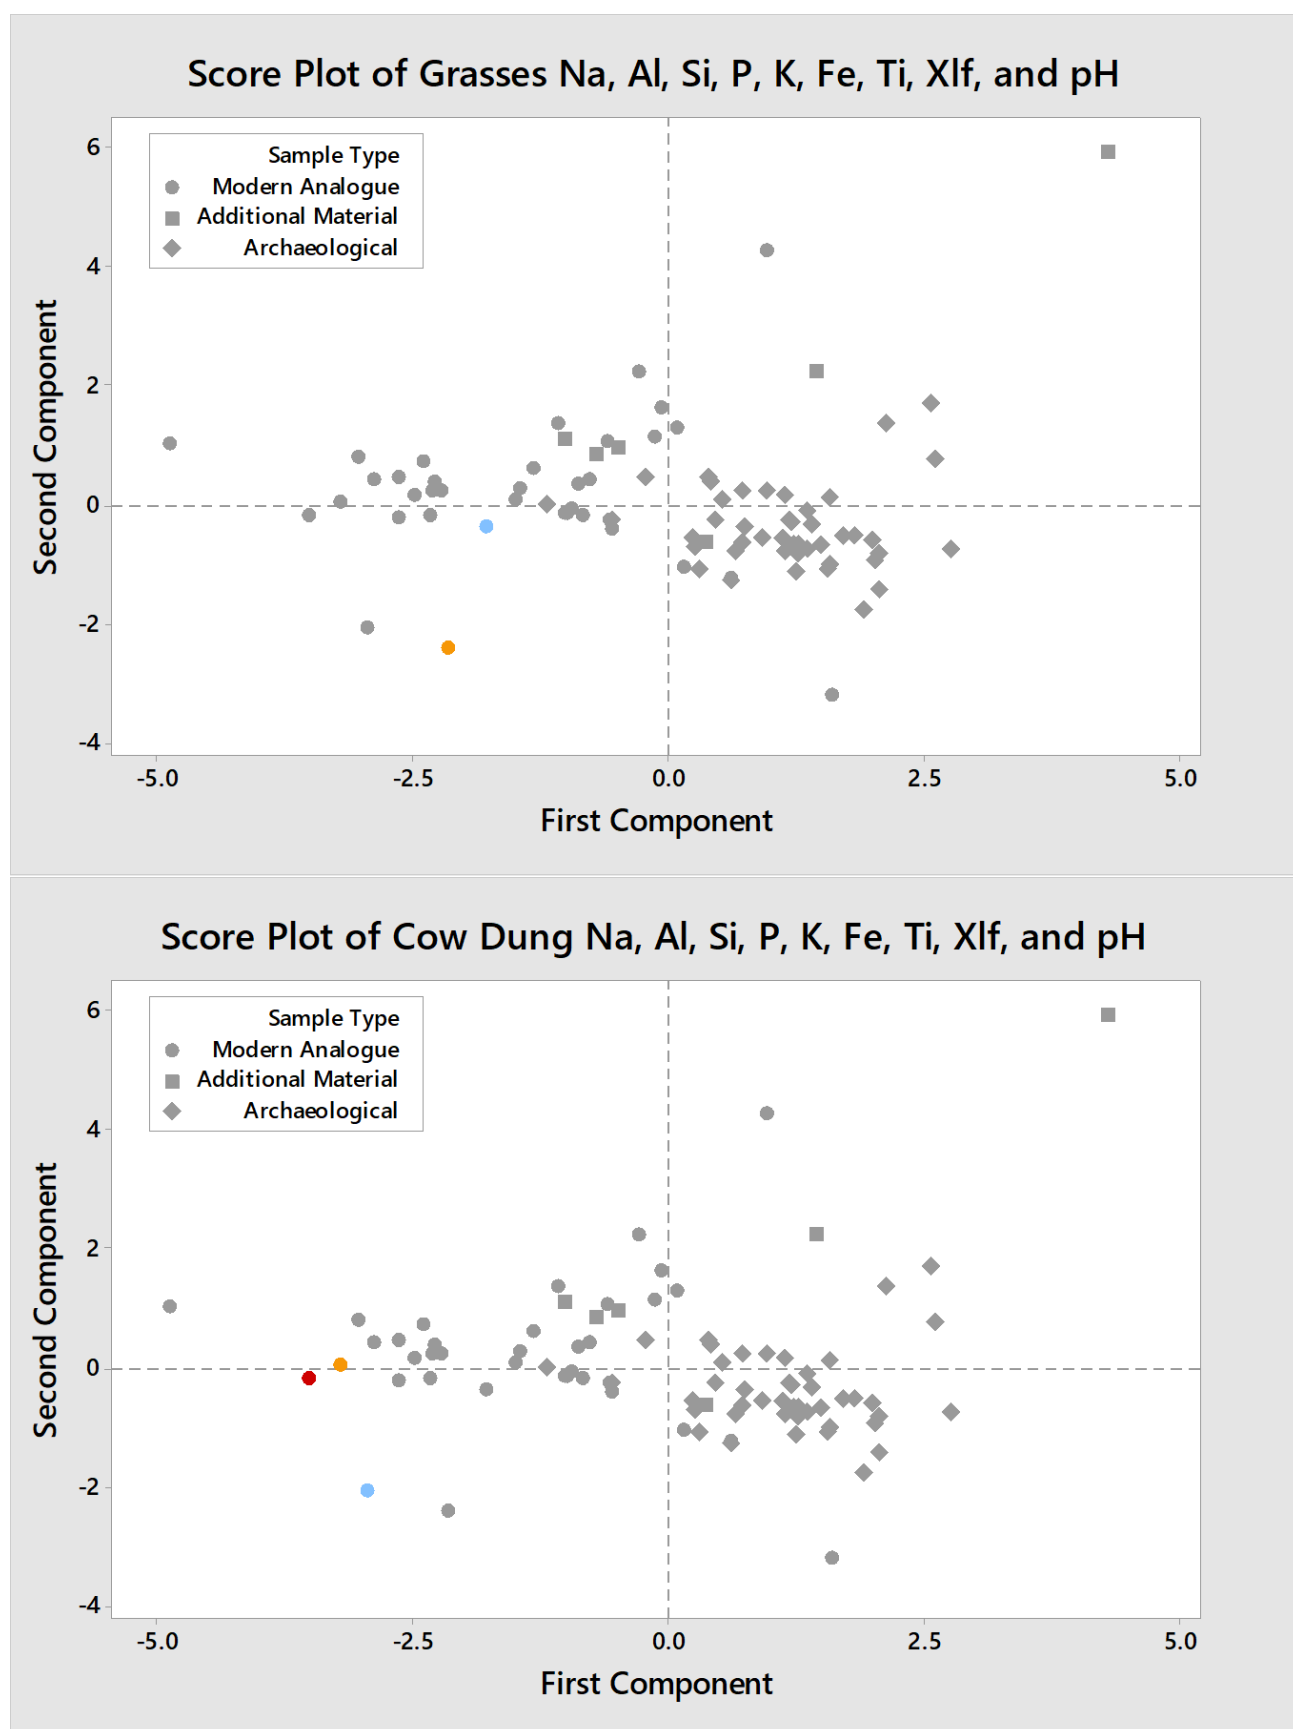 Score Plot of Grasses Na, Al, Si, P, K, Fe, Ti, Xlf, and pH
Sample Type
Modern Analogue
Additional Material
Archaeological
6
4
2
0
-2
-4
Second Component
-5.0 -2.5 0.0 2.5 5.0
First Component
Score Plot of Cow Dung Na, Al, Si, P, K, Fe, Ti, Xlf, and pH
Sample Type
Modern Analogue
Additional Material
Archaeological
6
4
2
0
-2
-4
Second Component
-5.0 -2.5 0.0 2.5 5.0
First Component